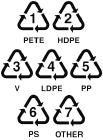 1 2
PETE HDPE
3 4 5
V LDPE PP
6 7
PS OTHER